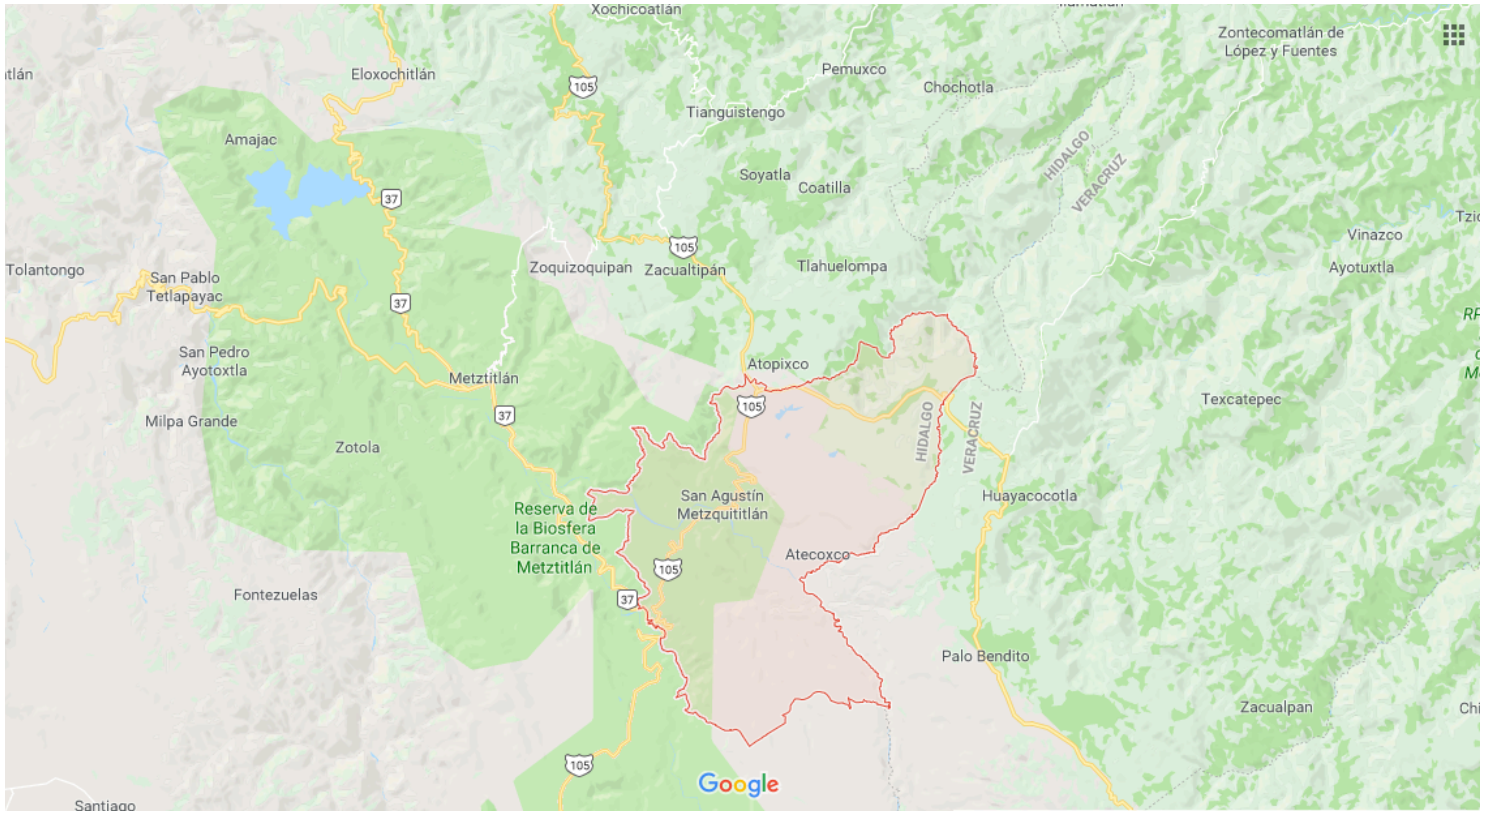 Xochicoatlán
Zontecomatlán de
López y Fuentes
Eloxochitlán
Pemuxco
105
Chochotla
Tianguistengo
Amajac
HIDALGO
VERACRUZ
Soyatla
Coatilla
37
Vinazco
105
Tolantongo
San Pablo
Tetlapayac
Zoquizoquipan
Zacualtipán
Tlahuelompa
Ayotuxtla
37
San Pedro
Ayotoxtla
Atopixco
Metztitlán
Texcatepec
105
37
Milpa Grande
HIDALGO
VERACRUZ
Zotola
San Agustín
Metzquititlán
Huayacocotla
Reserva de
la Biosfera
Barranca de
Metztitlán
Atecoxco
105
Fontezuelas
37
Palo Bendito
Zacualpan
105
Google
Santiago